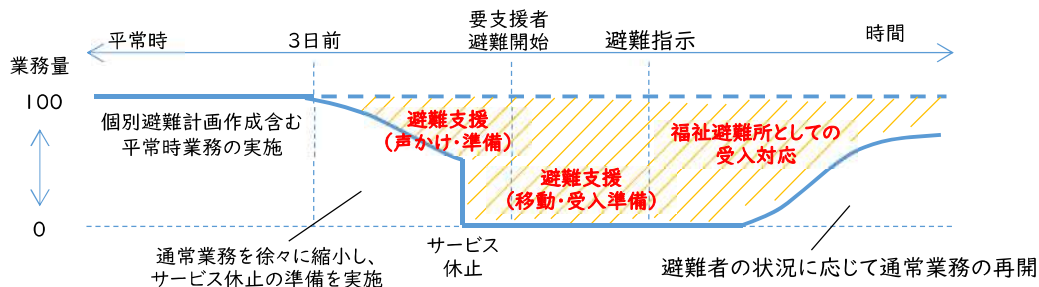 平常時
3日前
要支援者
避難開始
避難指示
時間
業務量
100
0
個別避難計画作成含む
平常時業務の実施
避難支援
(声かけ・準備)
避難支援
(移動・受入準備)
福祉避難所としての
受入対応
通常業務を徐々に縮小し、
サービス休止の準備を実施
サービス
休止
避難者の状況に応じて通常業務の再開